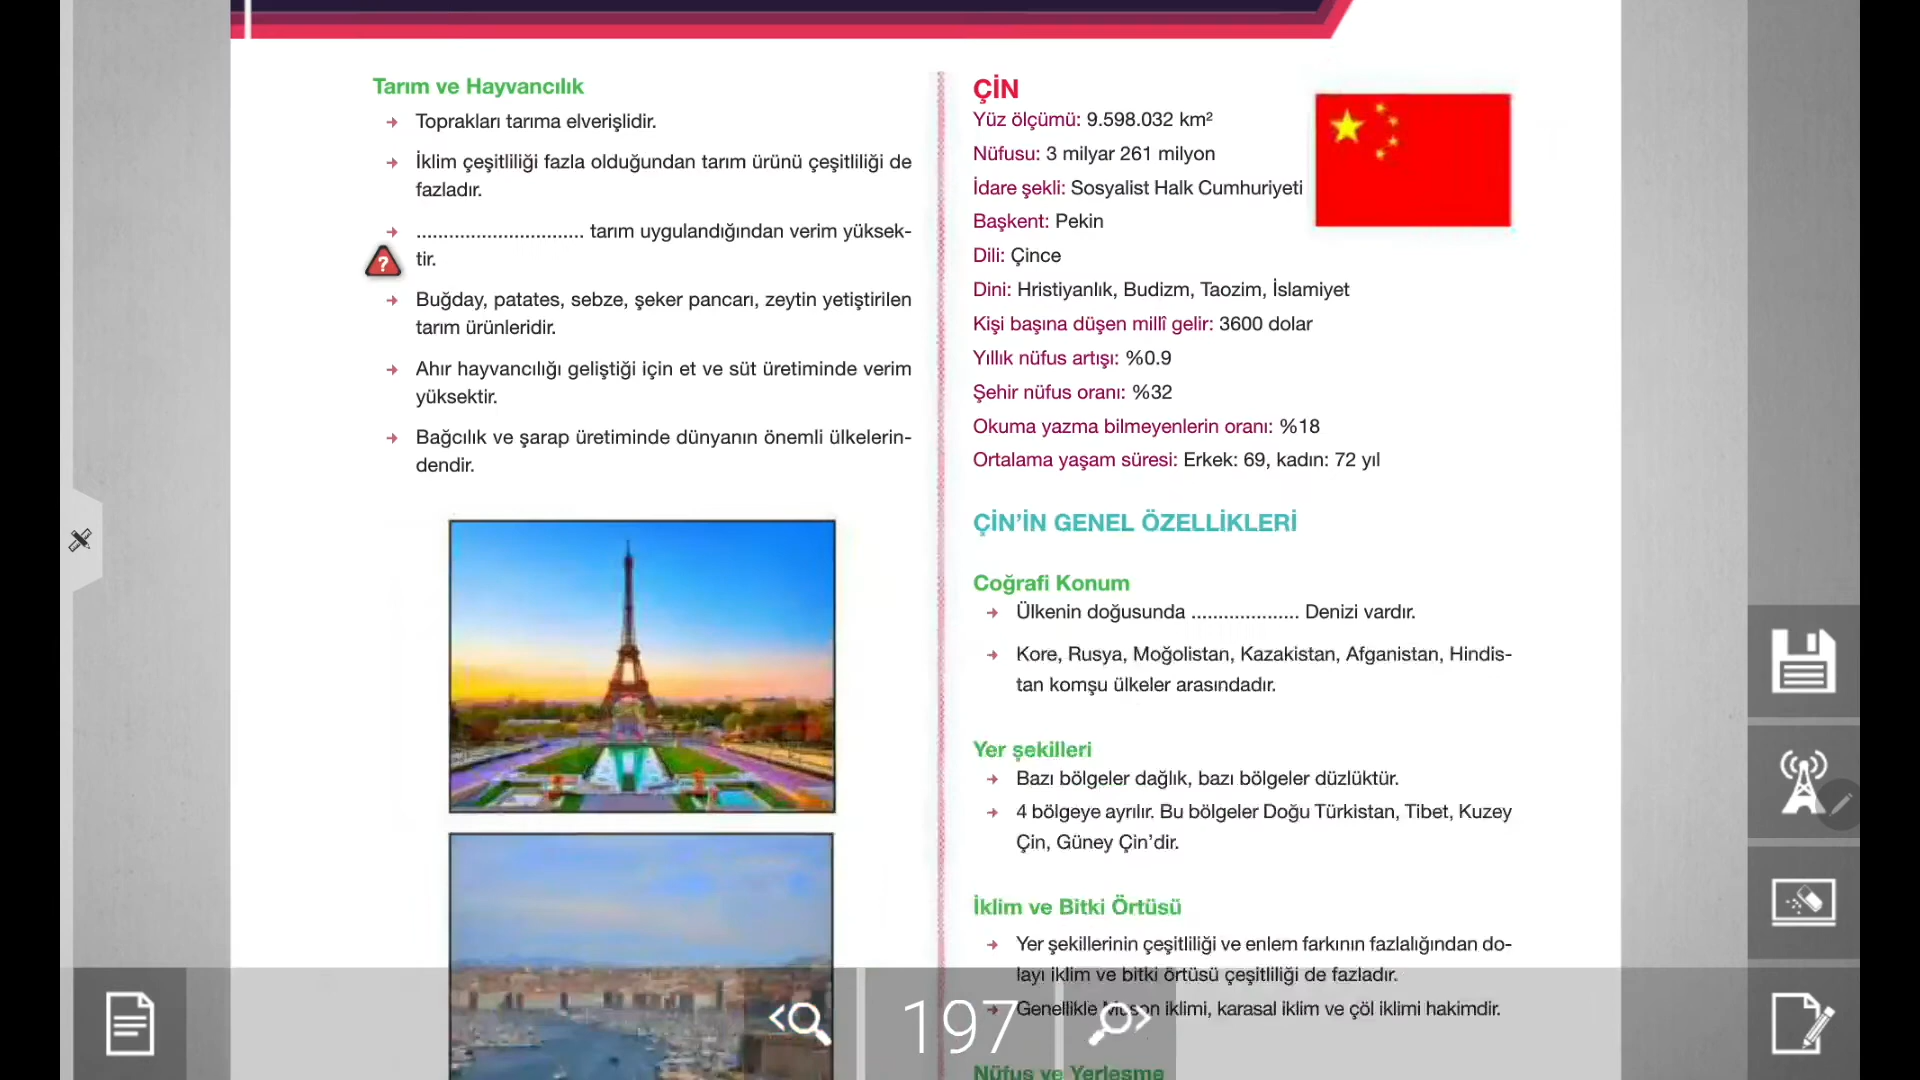 Tarım ve Hayvancılık
Toprakları tarıma elverişlidir.
İklim çeşitliliği fazla olduğundan tarım ürünü çeşitliliği de
fazladır.
............................... tarım uygulandığından verim yüksek-
tir.
Buğday, patates, sebze, şeker pancarı, zeytin yetiştirilen
tarım ürünleridir.
Ahır hayvancılığı geliştiği için et ve süt üretiminde verim
yüksektir.
Bağcılık ve şarap üretiminde dünyanın önemli ülkelerin-
dendir.
ÇİN
Yüz ölçümü: 9.598.032 km²
Nüfusu: 3 milyar 261 milyon
İdare şekli: Sosyalist Halk Cumhuriyeti
Başkent: Pekin
Dili: Çince
Dini: Hristiyanlık, Budizm, Taozim, İslamiyet
Kişi başına düşen millî gelir: 3600 dolar
Yıllık nüfus artışı: %0.9
Şehir nüfus oranı: %32
Okuma yazma bilmeyenlerin oranı: %18
Ortalama yaşam süresi: Erkek: 69, kadın: 72 yıl
ÇİN'İN GENEL ÖZELLİKLERİ
Coğrafi Konum
Ülkenin doğusunda .................... Denizi vardır.
Kore, Rusya, Moğolistan, Kazakistan, Afganistan, Hindis-
tan komşu ülkeler arasındadır.
Yer şekilleri
Bazı bölgeler dağlık, bazı bölgeler düzlüktür.
4 bölgeye ayrılır. Bu bölgeler Doğu Türkistan, Tibet, Kuzey
Çin, Güney Çin'dir.
İklim ve Bitki Örtüsü
Yer şekillerinin çeşitliliği ve enlem farkının fazlalığından do-
layı iklim ve bitki örtüsü çeşitliliği de fazladır.
Genellikle Muson iklimi, karasal iklim ve çöl iklimi hakimdir.
Nüfus ve Yerleşme
197